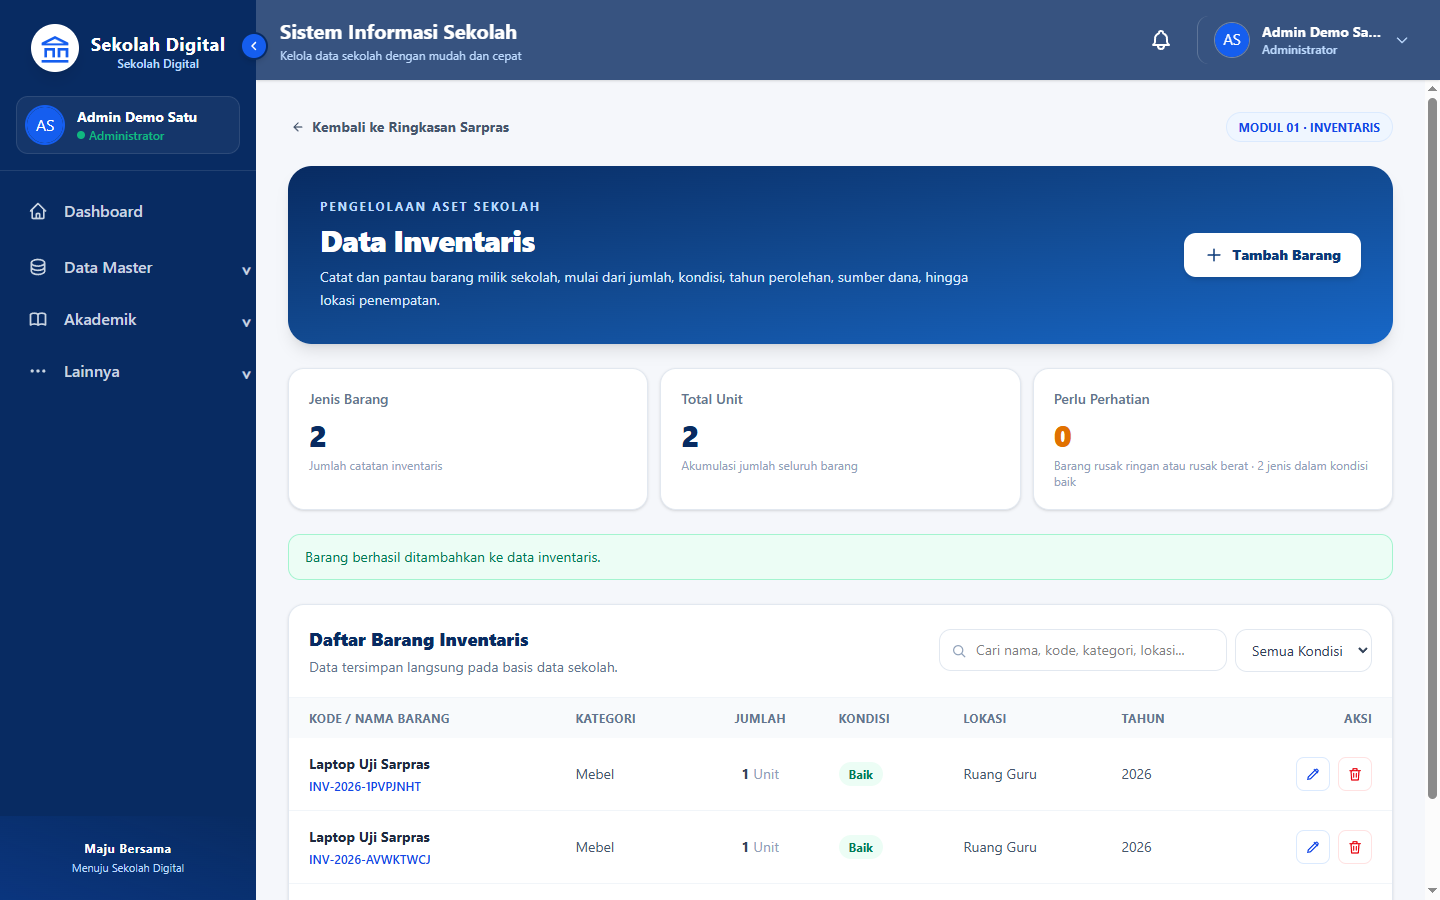 Sekolah Digital
Sekolah Digital
AS
Admin Demo Satu
Administrator
Dashboard
Data Master
Akademik
Lainnya
Maju Bersama
Menuju Sekolah Digital
Sistem Informasi Sekolah
Kelola data sekolah dengan mudah dan cepat
AS
Admin Demo Sa...
Administrator
Kembali ke Ringkasan Sarpras
MODUL 01 · INVENTARIS
PENGELOLAAN ASET SEKOLAH
Data Inventaris
Catat dan pantau barang milik sekolah, mulai dari jumlah, kondisi, tahun perolehan, sumber dana, hingga
lokasi penempatan.
Tambah Barang
Jenis Barang
2
Jumlah catatan inventaris
Total Unit
2
Akumulasi jumlah seluruh barang
Perlu Perhatian
0
Barang rusak ringan atau rusak berat · 2 jenis dalam kondisi
baik
Barang berhasil ditambahkan ke data inventaris.
Daftar Barang Inventaris
Data tersimpan langsung pada basis data sekolah.
Cari nama, kode, kategori, lokasi...
Semua Kondisi
KODE / NAMA BARANG KATEGORI JUMLAH KONDISI LOKASI TAHUN AKSI
Laptop Uji Sarpras
INV-2026-1PVPJNHT
Mebel 1 Unit Baik Ruang Guru 2026
Laptop Uji Sarpras
INV-2026-AVWKTWCJ
Mebel 1 Unit Baik Ruang Guru 2026